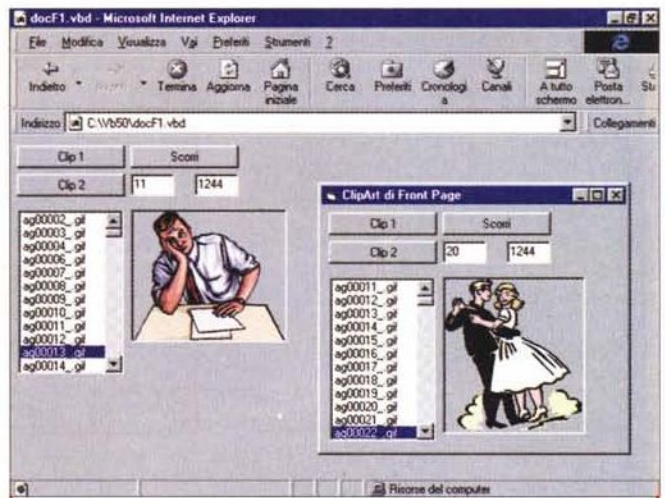 docF1.vbd - Microsoft Internet Explorer
File Modifica Visualizza Vai Preferiti Strumenti ?
Indietro Termina Aggiorna Pagina iniziale Cerca Preferiti Cronologia Canali A tutto schermo Posta elettron... Sta
Indirizzo C:\Vb50\docF1.vbd Collegamenti
Clip 1 Scorri
Clip 2 11 1244
ag00002_.gif
ag00003_.gif
ag00004_.gif
ag00006_.gif
ag00007_.gif
ag00008_.gif
ag00009_.gif
ag00010_.gif
ag00011_.gif
ag00012_.gif
ag00013_.gif
ag00014_.gif
ClipArt di Front Page
Clip 1 Scorri
Clip 2 20 1244
ag00011_.gif
ag00012_.gif
ag00013_.gif
ag00014_.gif
ag00015_.gif
ag00016_.gif
ag00017_.gif
ag00018_.gif
ag00019_.gif
ag00020_.gif
ag00021_.gif
ag00022_.gif
Risorse del computer